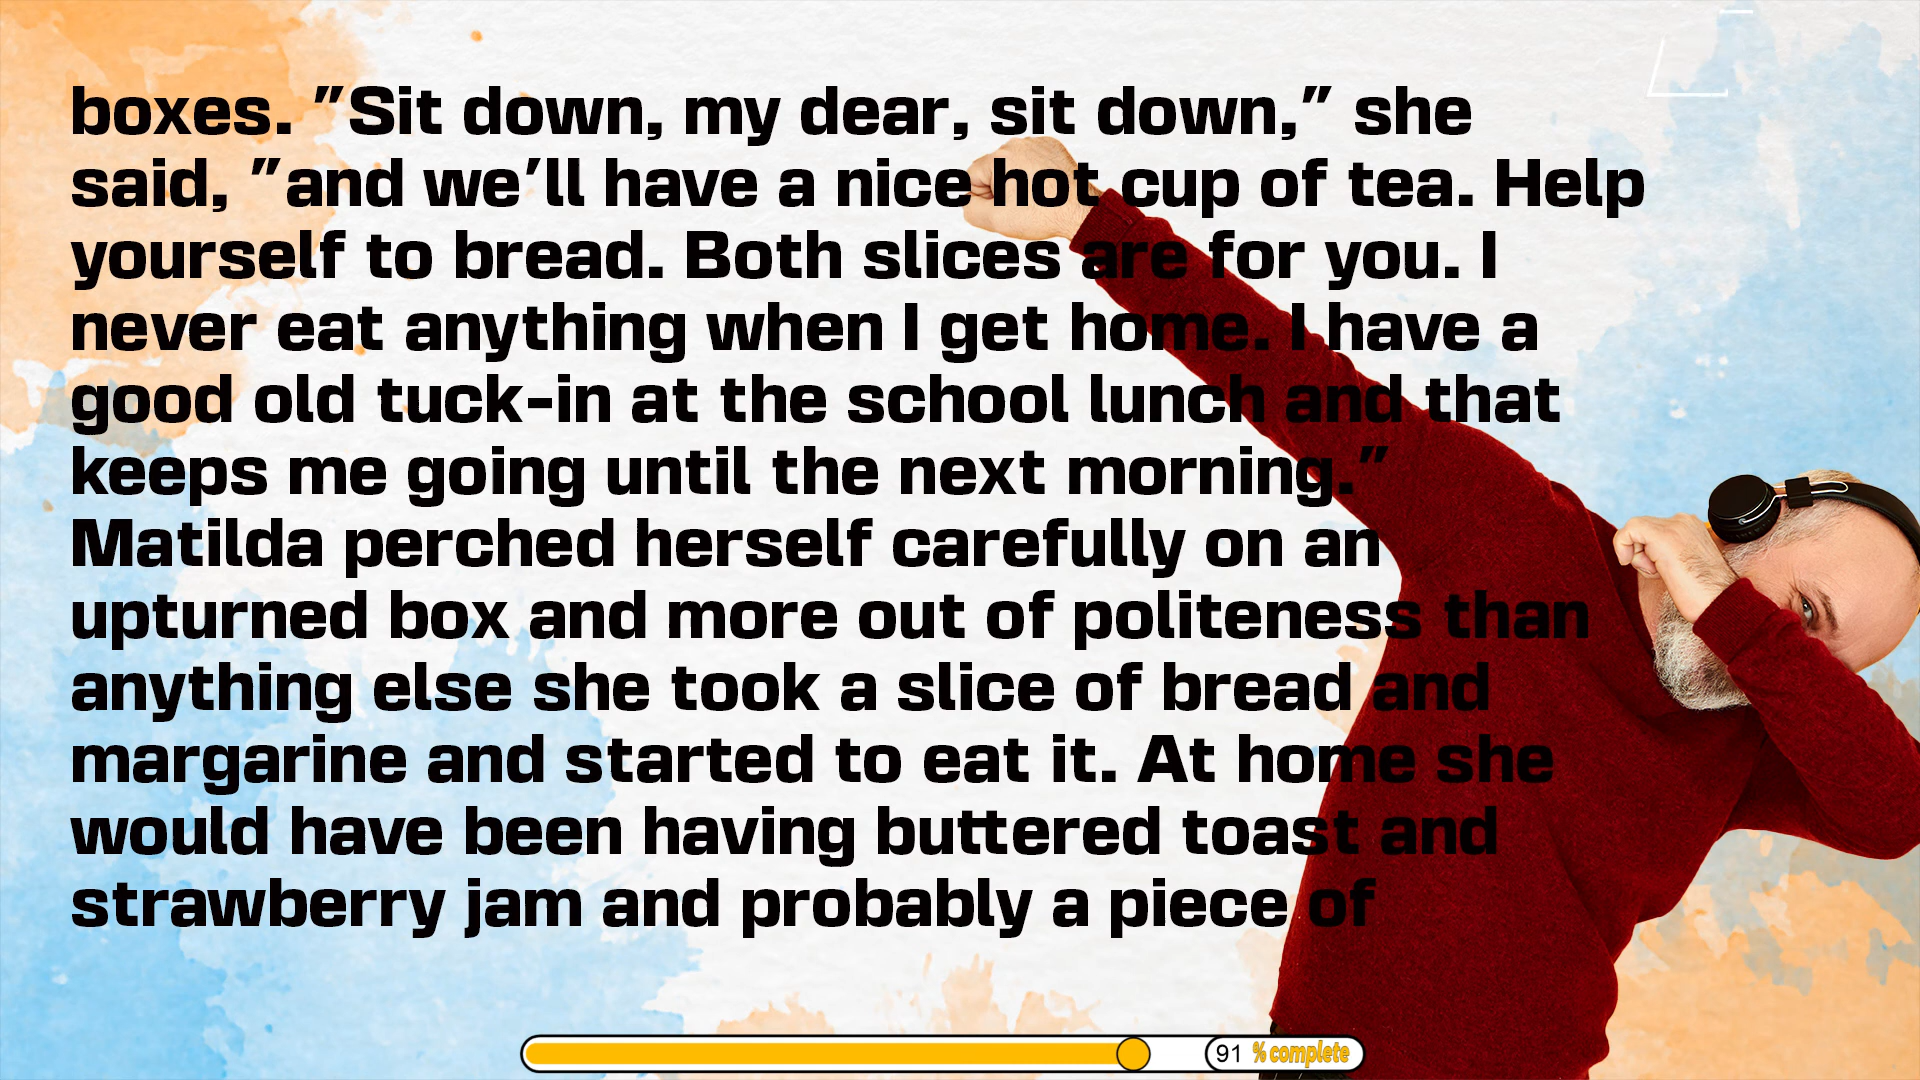 boxes. "Sit down, my dear, sit down," she
said, "and we'll have a nice hot cup of tea. Help
yourself to bread. Both slices are for you. I
never eat anything when I get home. I have a
good old tuck-in at the school lunch and that
keeps me going until the next morning."
Matilda perched herself carefully on an
upturned box and more out of politeness than
anything else she took a slice of bread and
margarine and started to eat it. At home she
would have been having buttered toast and
strawberry jam and probably a piece of
91 % complete